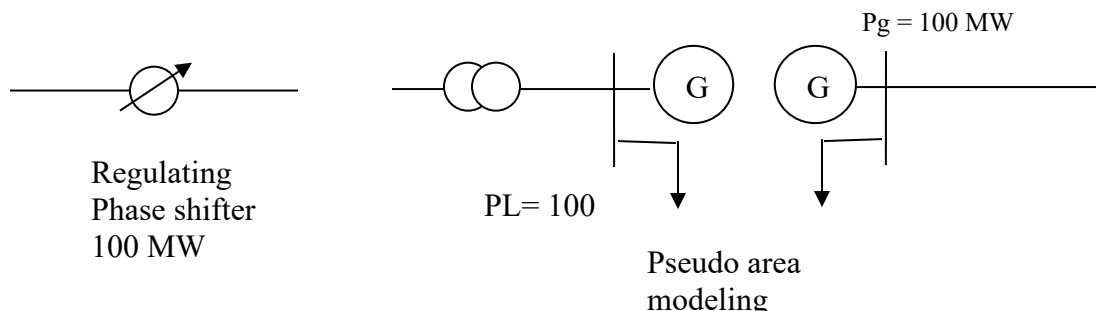 Pg = 100 MW
G
G
Regulating
Phase shifter
100 MW
PL= 100
Pseudo area
modeling